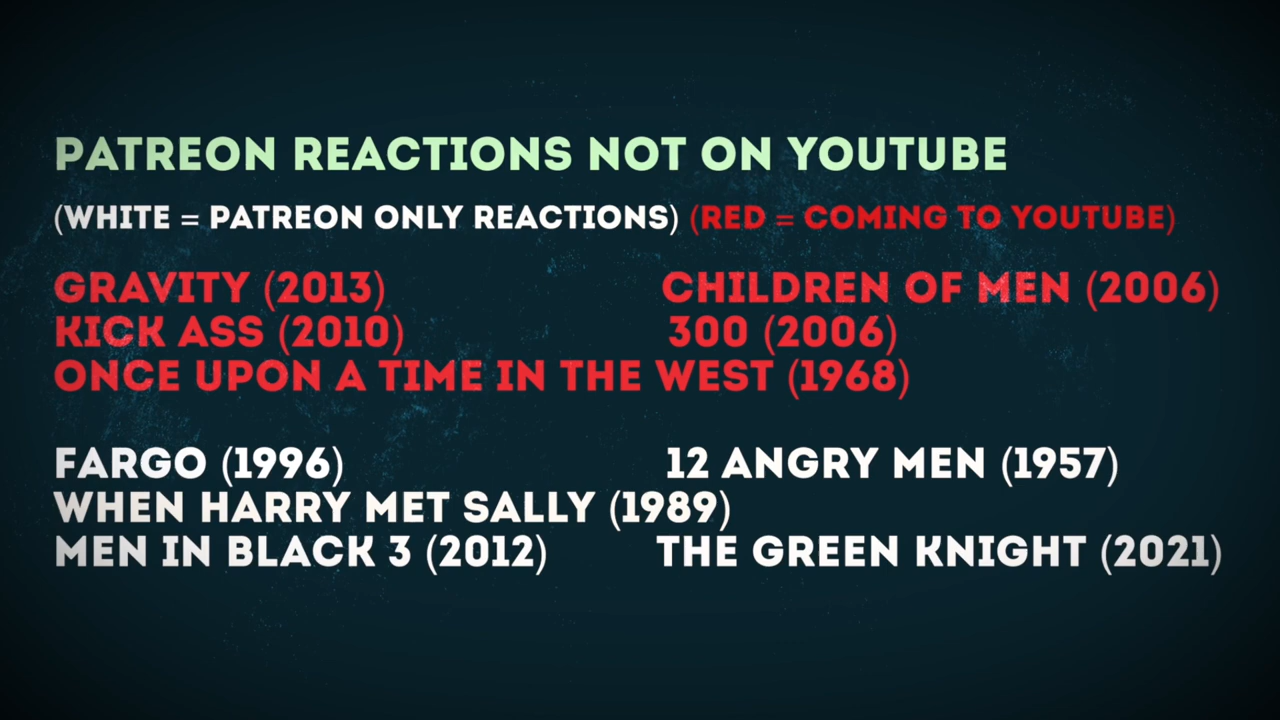 PATREON REACTIONS NOT ON YOUTUBE
(WHITE = PATREON ONLY REACTIONS) (RED = COMING TO YOUTUBE)
GRAVITY (2013) CHILDREN OF MEN (2006)
KICK ASS (2010) 300 (2006)
ONCE UPON A TIME IN THE WEST (1968)
FARGO (1996) 12 ANGRY MEN (1957)
WHEN HARRY MET SALLY (1989)
MEN IN BLACK 3 (2012) THE GREEN KNIGHT (2021)